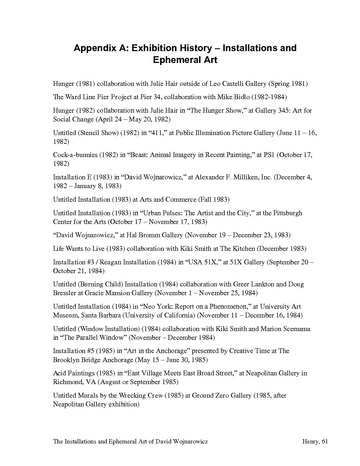 Appendix A: Exhibition History – Installations and
Ephemeral Art
Hunger (1981) collaboration with Julie Hair outside of Leo Castelli Gallery (Spring 1981)
The Ward Line Pier Project at Pier 34, collaboration with Mike Bidlo (1982-1984)
Hunger (1982) collaboration with Julie Hair in “The Hunger Show,” at Gallery 345: Art for
Social Change (April 24 – May 20, 1982)
Untitled (Stencil Show) (1982) in “411,” at Public Illumination Picture Gallery (June 11 – 16,
1982)
Cock-a-bunnies (1982) in “Beast: Animal Imagery in Recent Painting,” at PS1 (October 17,
1982)
Installation E (1983) in “David Wojnarowicz,” at Alexander F. Milliken, Inc. (December 4,
1982 – January 8, 1983)
Untitled Installation (1983) at Arts and Commerce (Fall 1983)
Untitled Installation (1983) in “Urban Pulses: The Artist and the City,” at the Pittsburgh
Center for the Arts (October 17 – November 17, 1983)
“David Wojnarowicz,” at Hal Bromm Gallery (November 19 – December 23, 1983)
Life Wants to Live (1983) collaboration with Kiki Smith at The Kitchen (December 1983)
Installation #3 / Reagan Installation (1984) in “USA 51X,” at 51X Gallery (September 20 –
October 21, 1984)
Untitled (Burning Child) Installation (1984) collaboration with Greer Lankton and Doug
Bressler at Gracie Mansion Gallery (November 1 – November 25, 1984)
Untitled Installation (1984) in “Neo York: Report on a Phenomenon,” at University Art
Museum, Santa Barbara (University of California) (November 11 – December 16, 1984)
Untitled (Window Installation) (1984) collaboration with Kiki Smith and Marion Scemama
in “The Parallel Window” (November – December 1984)
Installation #5 (1985) in “Art in the Anchorage” presented by Creative Time at The
Brooklyn Bridge Anchorage (May 15 – June 30, 1985)
Acid Paintings (1985) in “East Village Meets East Broad Street,” at Neapolitan Gallery in
Richmond, VA (August or September 1985)
Untitled Murals by the Wrecking Crew (1985) at Ground Zero Gallery (1985, after
Neapolitan Gallery exhibition)
The Installations and Ephemeral Art of David Wojnarowicz
Henry, 61